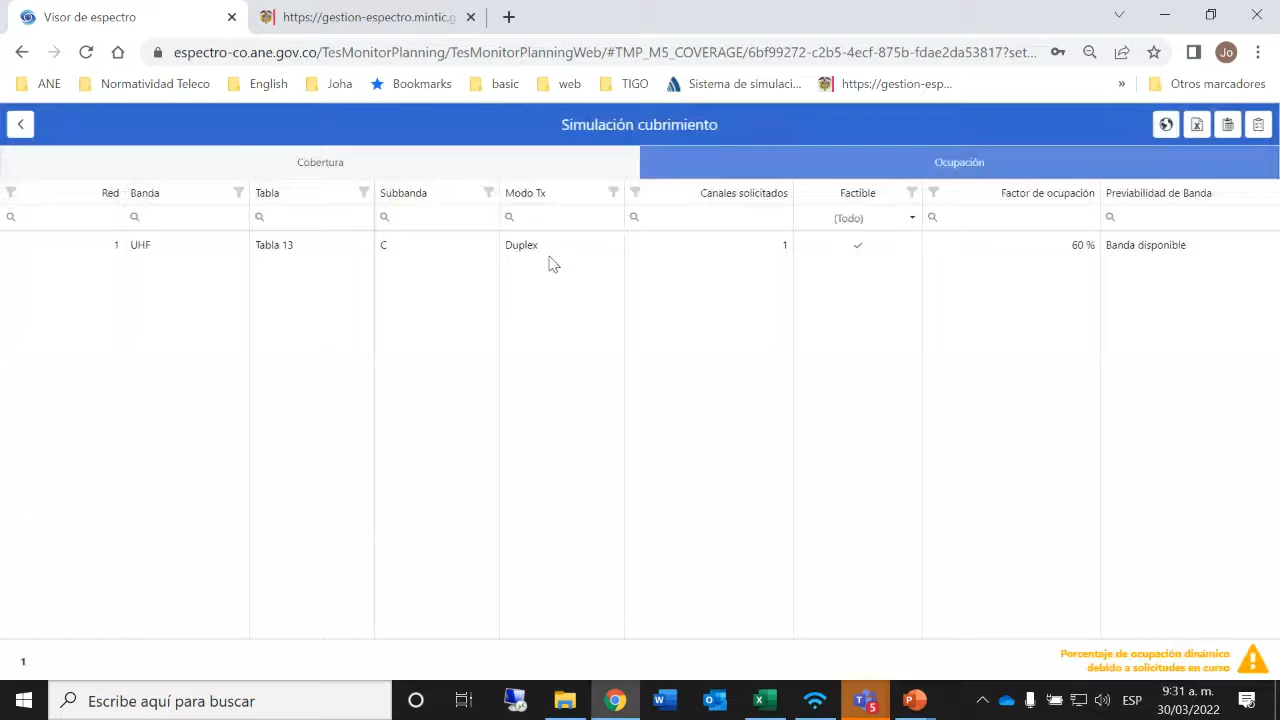 Visor de espectro
https://gestion-espectro.mintic.g
espectro-co.ane.gov.co/TesMonitorPlanning/TesMonitorPlanningWeb/#TMP_M5_COVERAGE/6bf99272-c2b5-4ecf-875b-fdae2da53817?set...
Jo
ANE Normatividad Teleco English Joha Bookmarks basic web TIGO Sistema de simulaci... https://gestion-esp... » Otros marcadores
Simulación cubrimiento
Cobertura Ocupación
Red Banda Tabla Subbanda Modo Tx Canales solicitados Factible Factor de ocupación Previabilidad de Banda
(Todo)
1 UHF Tabla 13 C Duplex 1 60 % Banda disponible
1
Porcentaje de ocupación dinámico
debido a solicitudes en curso
Escribe aquí para buscar
5
ESP
9:31 a. m.
30/03/2022